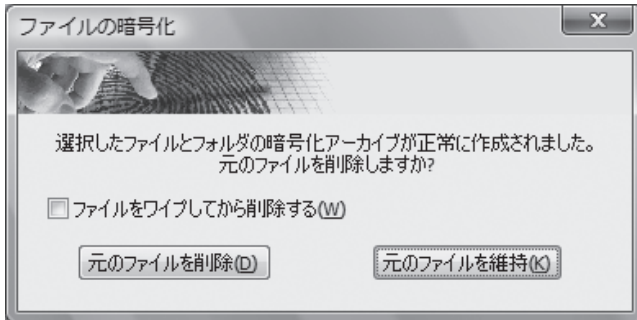 ファイルの暗号化
X
選択したファイルとフォルダの暗号化アーカイブが正常に作成されました。
元のファイルを削除しますか?
ファイルをワイプしてから削除する(W)
元のファイルを削除(D)
元のファイルを維持(K)